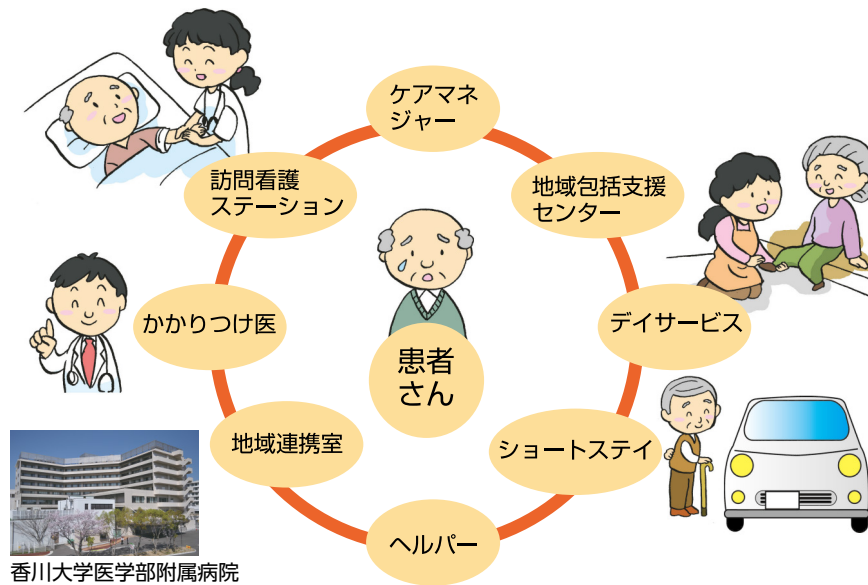 ケアマネ
ジャー
訪問看護
ステーション
地域包括支援
センター
かかりつけ医
デイサービス
患者
さん
地域連携室
ショートステイ
ヘルパー
香川大学医学部附属病院